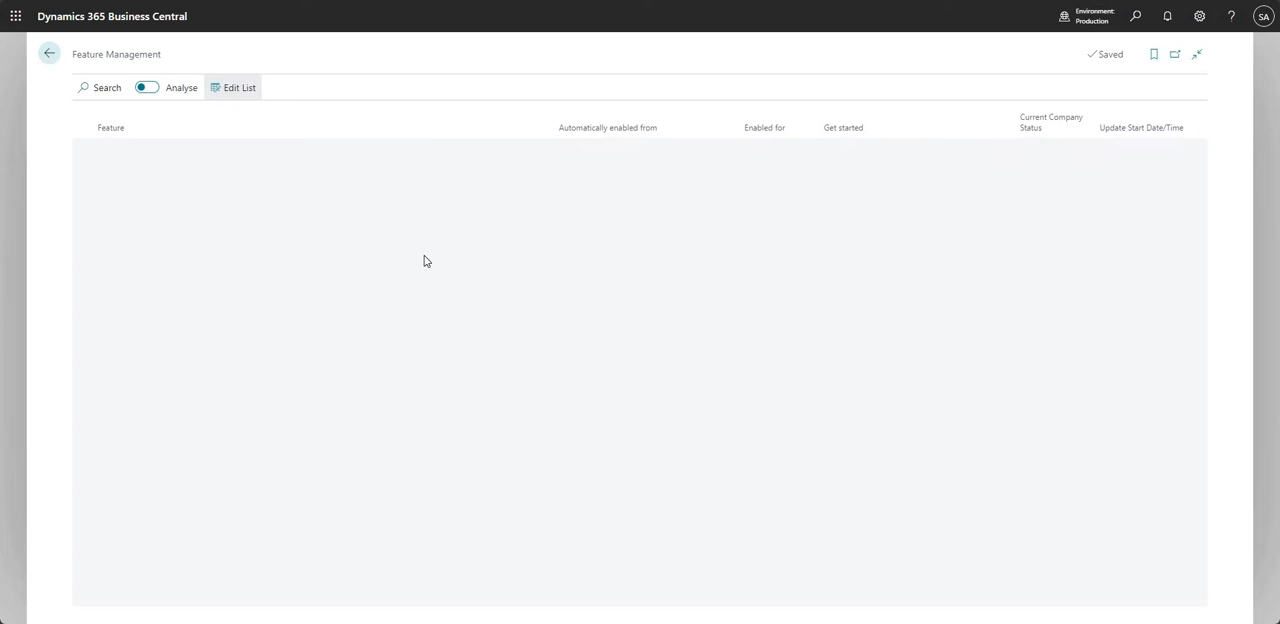 Dynamics 365 Business Central
Environment:
Production
?
SA
Feature Management
Saved
Search
Analyse
Edit List
Feature
Automatically enabled from
Enabled for
Get started
Current Company
Status
Update Start Date/Time